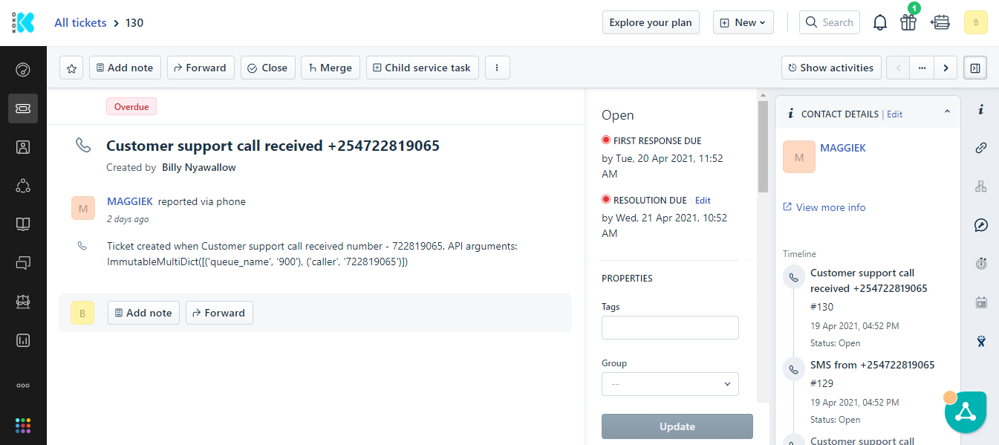 KOKO
All tickets > 130
Explore your plan
New
Search
1
B
Add note
Forward
Close
Merge
Child service task
Show activities
Overdue
Customer support call received +254722819065
Created by Billy Nyawallow
M
MAGGIEK reported via phone
2 days ago
Ticket created when Customer support call received number - 722819065. API arguments:
ImmutableMultiDict([('queue_name', '900'), ('caller', '722819065')])
B
Add note
Forward
Open
FIRST RESPONSE DUE
by Tue, 20 Apr 2021, 11:52
AM
RESOLUTION DUE Edit
by Wed, 21 Apr 2021, 10:52
AM
PROPERTIES
Tags
Group
--
Update
CONTACT DETAILS | Edit
M
MAGGIEK
View more info
Timeline
Customer support call
received +254722819065
#130
19 Apr 2021, 04:52 PM
Status: Open
SMS from +254722819065
#129
19 Apr 2021, 04:52 PM
Status: Open
Customer support call